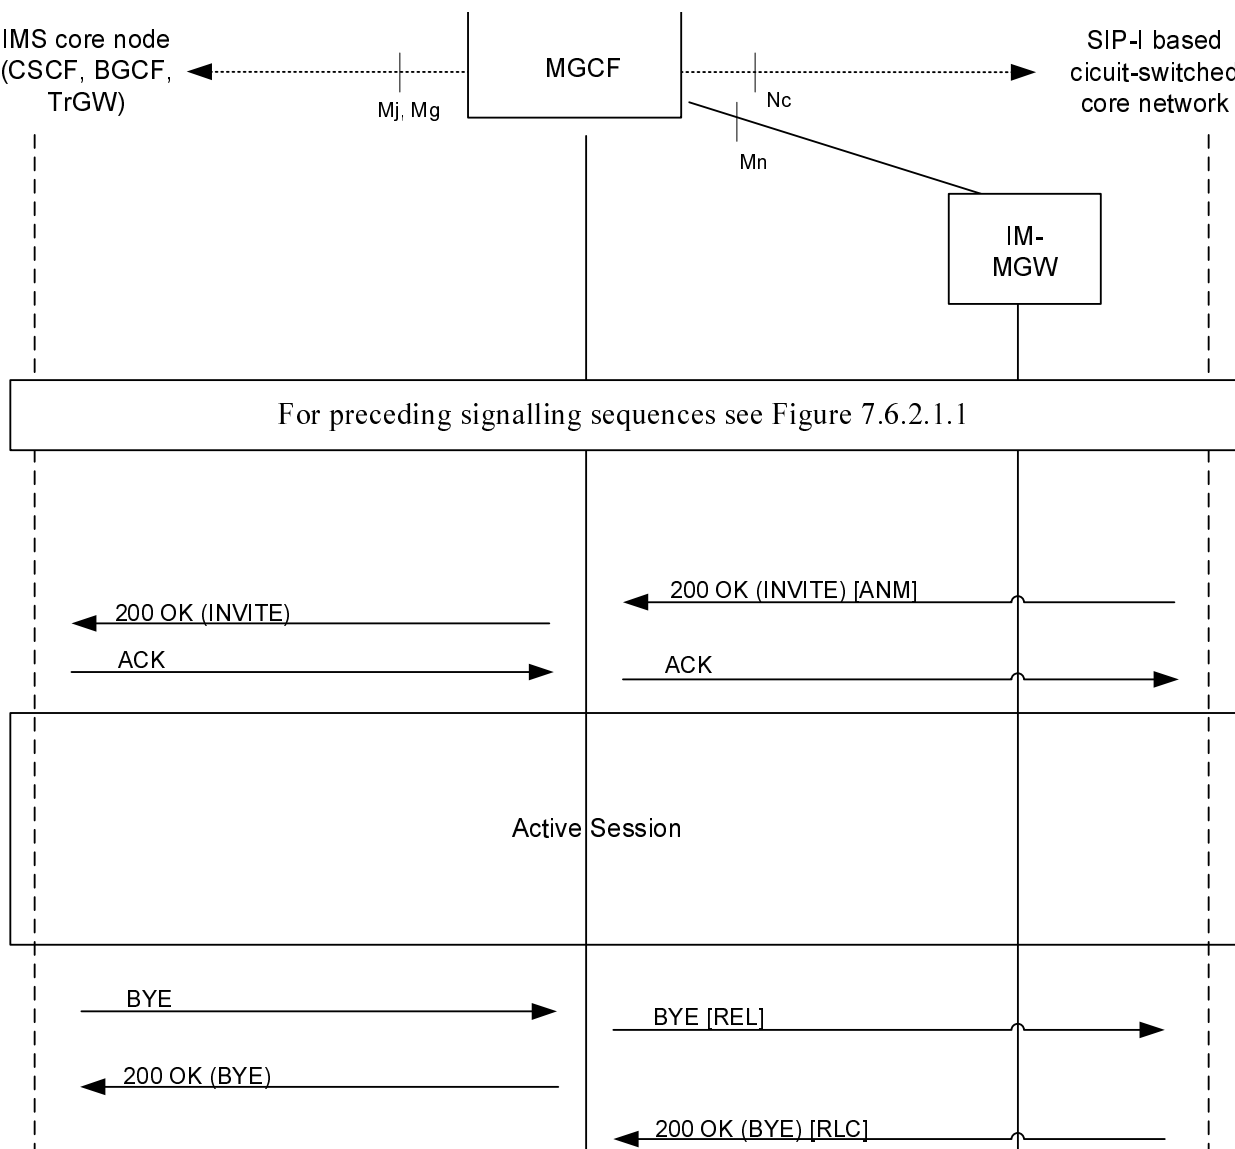 IMS core node
(CSCF, BGCF,
TrGW)
Mj, Mg
MGCF
Nc
Mn
SIP-I based
cicuit-switched
core network
IM-
MGW
For preceding signalling sequences see Figure 7.6.2.1.1
200 OK (INVITE) [ANM]
200 OK (INVITE)
ACK
ACK
Active Session
BYE
BYE [REL]
200 OK (BYE)
200 OK (BYE) [RLC]